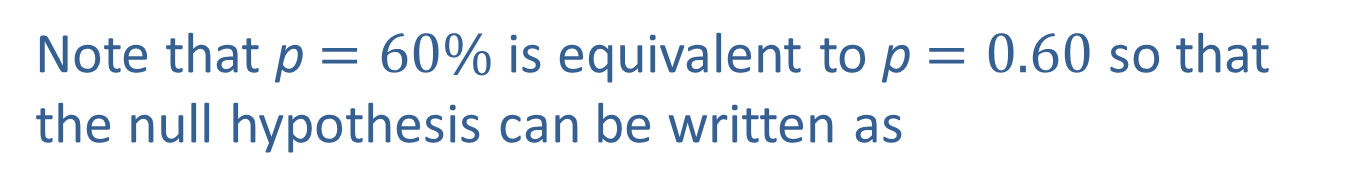 Note that p = 60% is equivalent to p = 0.60 so that
the null hypothesis can be written as